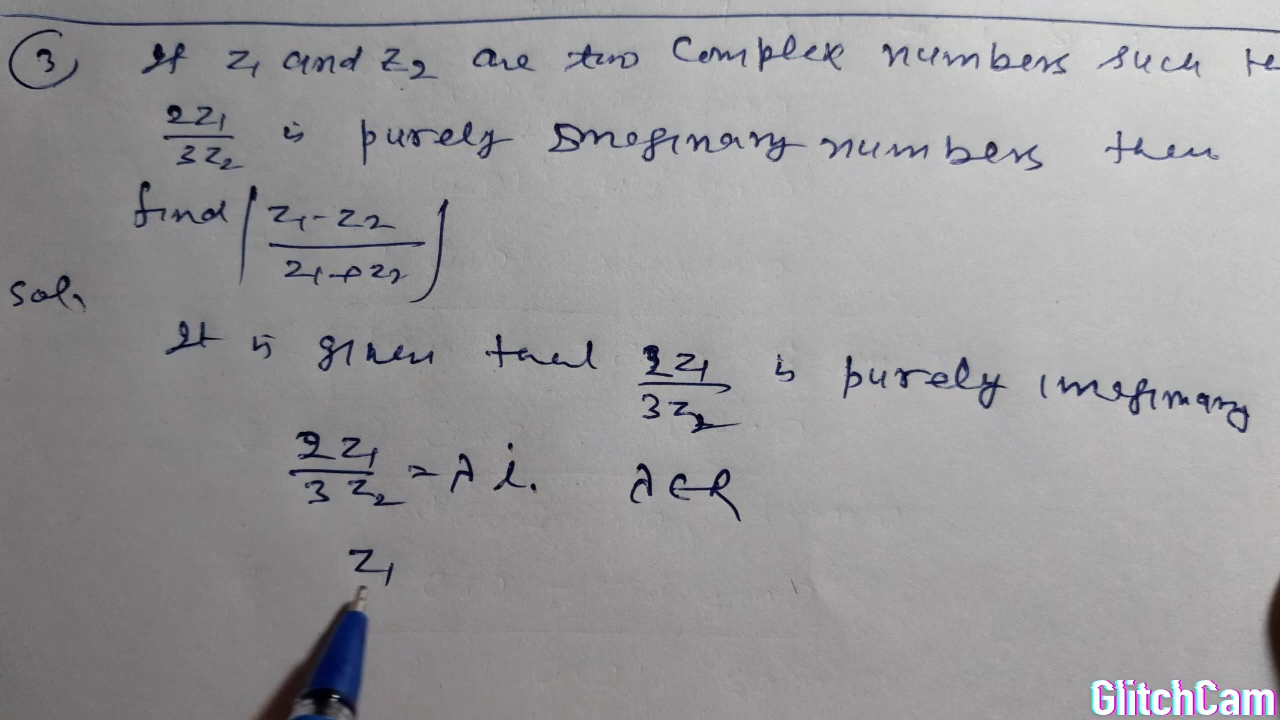 3 If z₁ and z₂ are two complex numbers such
2z₁/3z₂ is purely Imaginary numbers then
find |z₁-z₂/z₁+z₂|
Sol,
It is given that 2z₁/3z₂ is purely imaginary
2z₁/3z₂ = λi. λ∈R
z₁
GlitchCam